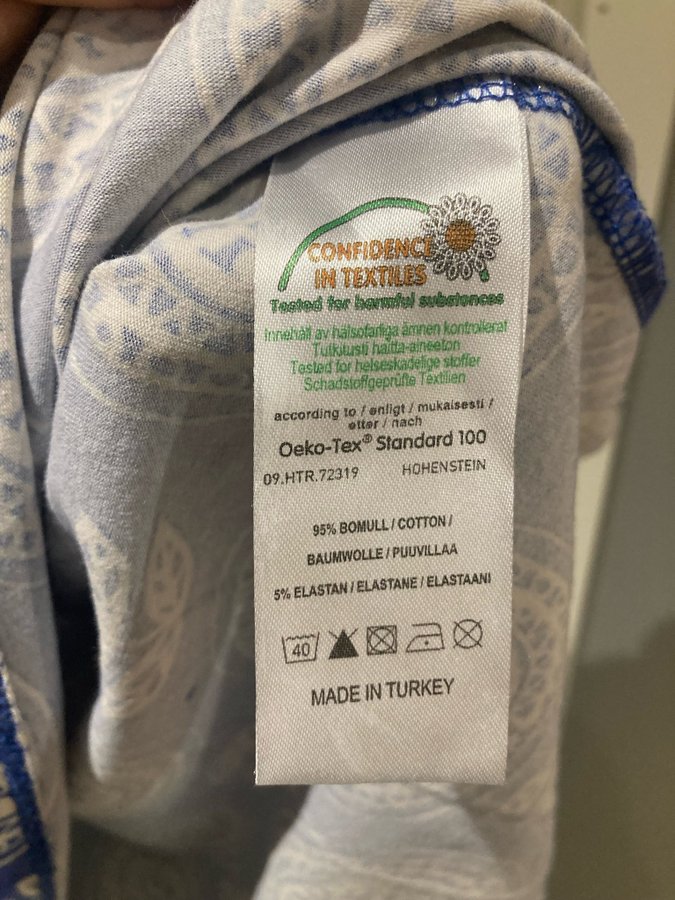 CONFIDENCE
IN TEXTILES
Tested for harmful substances
Innehåll av hälsofarliga ämnen kontrollerat
Tutkitusti haitta-aineeton
Tested for helseskadelige stoffer
Schadstoffgeprüfte Textilien
according to / enligt / mukaisesti /
etter / nach
Oeko-Tex® Standard 100
09.HTR.72319 HOHENSTEIN
95% BOMULL / COTTON /
BAUMWOLLE / PUUVILLAA
5% ELASTAN / ELASTANE / ELASTAANI
40
MADE IN TURKEY